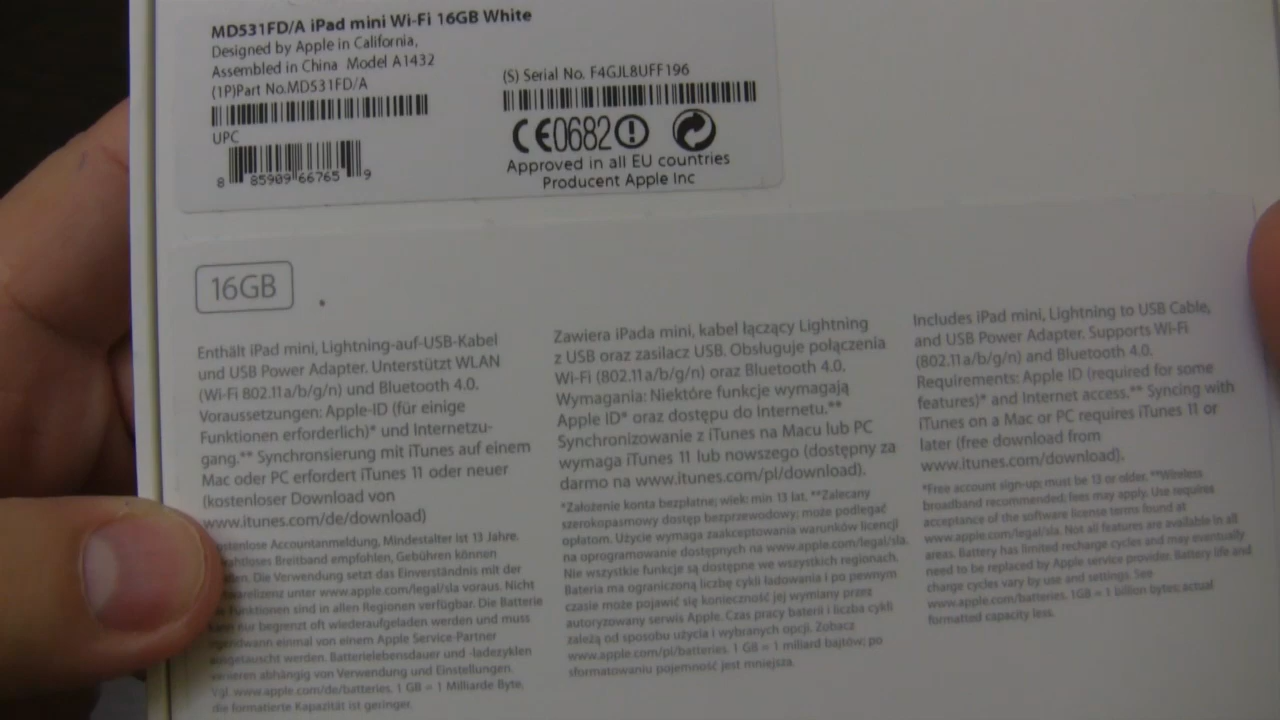 MD531FD/A iPad mini Wi-Fi 16GB White
Designed by Apple in California,
Assembled in China Model A1432
(1P)Part No.MD531FD/A
UPC
8 85909 66765 9
(S) Serial No. F4GJL8UFF196
CE0682
Approved in all EU countries
Producent Apple Inc
16GB
Enthält iPad mini, Lightning-auf-USB-Kabel
und USB Power Adapter. Unterstützt WLAN
(Wi-Fi 802.11a/b/g/n) und Bluetooth 4.0.
Voraussetzungen: Apple-ID (für einige
Funktionen erforderlich)* und Internetzu-
gang.** Synchronsierung mit iTunes auf einem
Mac oder PC erfordert iTunes 11 oder neuer
(kostenloser Download von
www.itunes.com/de/download)
Accountanmeldung, Mindestalter ist 13 Jahre.
Breitband empfohlen, Gebühren können
Die Verwendung setzt das Einverständnis mit der
unter www.apple.com/legal/sla voraus. Nicht
Funktionen sind in allen Regionen verfügbar. Die Batterie
nur begrenzt oft wiederaufgeladen werden und muss
einmal von einem Apple Service-Partner
ausgetauscht werden. Batterielebensdauer und -ladezyklen
variieren abhängig von Verwendung und Einstellungen.
Vgl. www.apple.com/de/batteries. 1 GB = 1 Milliarde Byte,
die formatierte Kapazität ist geringer.
Zawiera iPada mini, kabel łączący Lightning
z USB oraz zasilacz USB. Obsługuje połączenia
Wi-Fi (802.11a/b/g/n) oraz Bluetooth 4.0.
Wymagania: Niektóre funkcje wymagają
Apple ID* oraz dostępu do Internetu.**
Synchronizowanie z iTunes na Macu lub PC
wymaga iTunes 11 lub nowszego (dostępny za
darmo na www.itunes.com/pl/download).
*Założenie konta bezpłatne; wiek: min 13 lat. **Zalecany
szerokopasmowy dostęp bezprzewodowy; może podlegać
opłatom. Użycie wymaga zaakceptowania warunków licencji
na oprogramowanie dostępnych na www.apple.com/legal/sla.
Nie wszystkie funkcje są dostępne we wszystkich regionach.
Bateria ma ograniczoną liczbę cykli ładowania i po pewnym
czasie może pojawić się konieczność jej wymiany przez
autoryzowany serwis Apple. Czas pracy baterii i liczba cykli
zależą od sposobu użycia i wybranych opcji. Zobacz
www.apple.com/pl/batteries. 1 GB = 1 miliard bajtów; po
sformatowaniu pojemność jest mniejsza.
Includes iPad mini, Lightning to USB Cable,
and USB Power Adapter. Supports Wi-Fi
(802.11a/b/g/n) and Bluetooth 4.0.
Requirements: Apple ID (required for some
features)* and Internet access.** Syncing with
iTunes on a Mac or PC requires iTunes 11 or
later (free download from
www.itunes.com/download).
*Free account sign-up; must be 13 or older. **Wireless
broadband recommended; fees may apply. Use requires
acceptance of the software license terms found at
www.apple.com/legal/sla. Not all features are available in all
areas. Battery has limited recharge cycles and may eventually
need to be replaced by Apple service provider. Battery life and
charge cycles vary by use and settings. See
www.apple.com/batteries. 1GB = 1 billion bytes; actual
formatted capacity less.